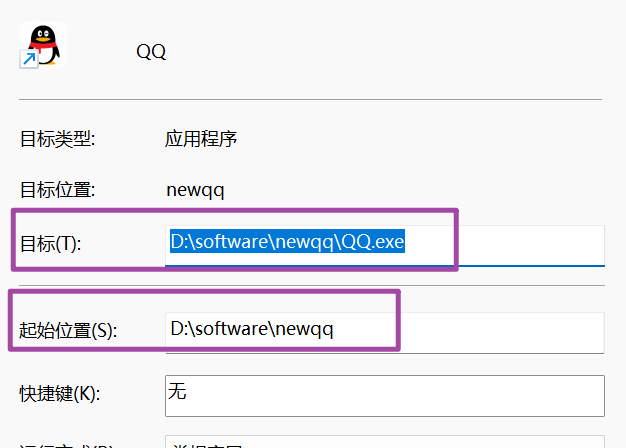 QQ
目标类型: 应用程序
目标位置: newqq
目标(T): D:\software\newqq\QQ.exe
起始位置(S): D:\software\newqq
快捷键(K): 无